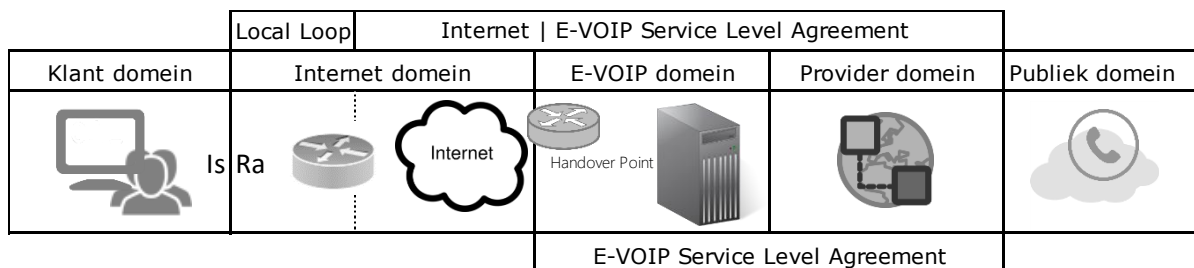 Local Loop Internet | E-VOIP Service Level Agreement
Klant domein Internet domein E-VOIP domein Provider domein Publiek domein
Is Ra Internet Handover Point
E-VOIP Service Level Agreement